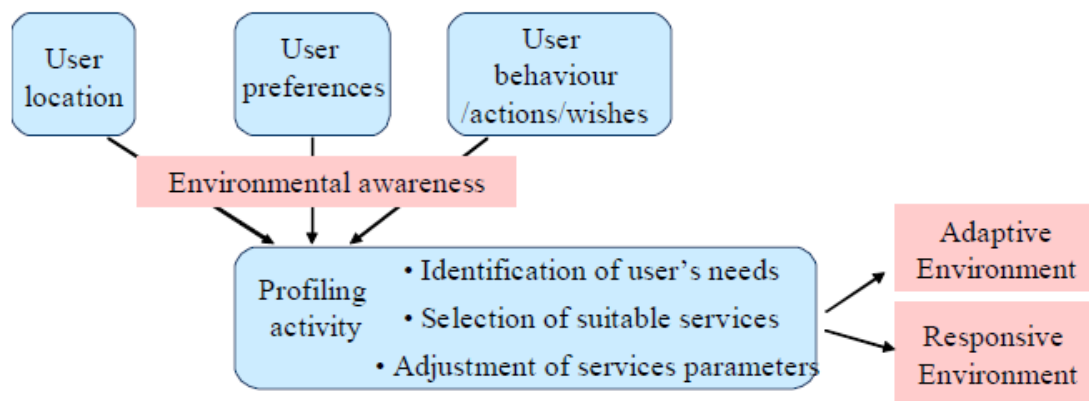 User
location
User
preferences
User
behaviour
/actions/wishes
Environmental awareness
Profiling
activity
• Identification of user's needs
• Selection of suitable services
• Adjustment of services parameters
Adaptive
Environment
Responsive
Environment